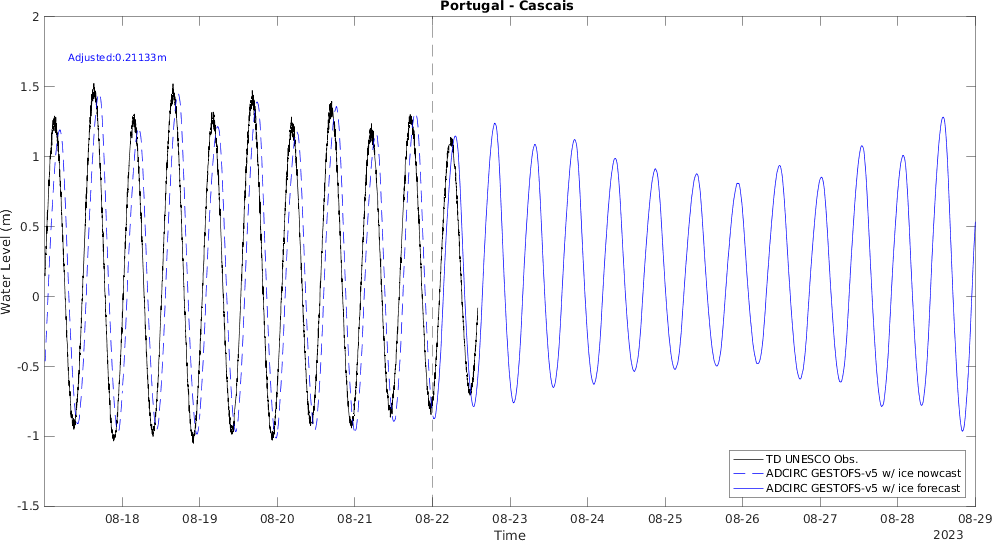 Portugal - Cascais
2
Adjusted:0.21133m
1.5
1
0.5
0
-0.5
-1
-1.5
Water Level (m)
TD UNESCO Obs.
ADCIRC GESTOFS-v5 w/ ice nowcast
ADCIRC GESTOFS-v5 w/ ice forecast
08-18 08-19 08-20 08-21 08-22 08-23 08-24 08-25 08-26 08-27 08-28 08-29
Time
2023